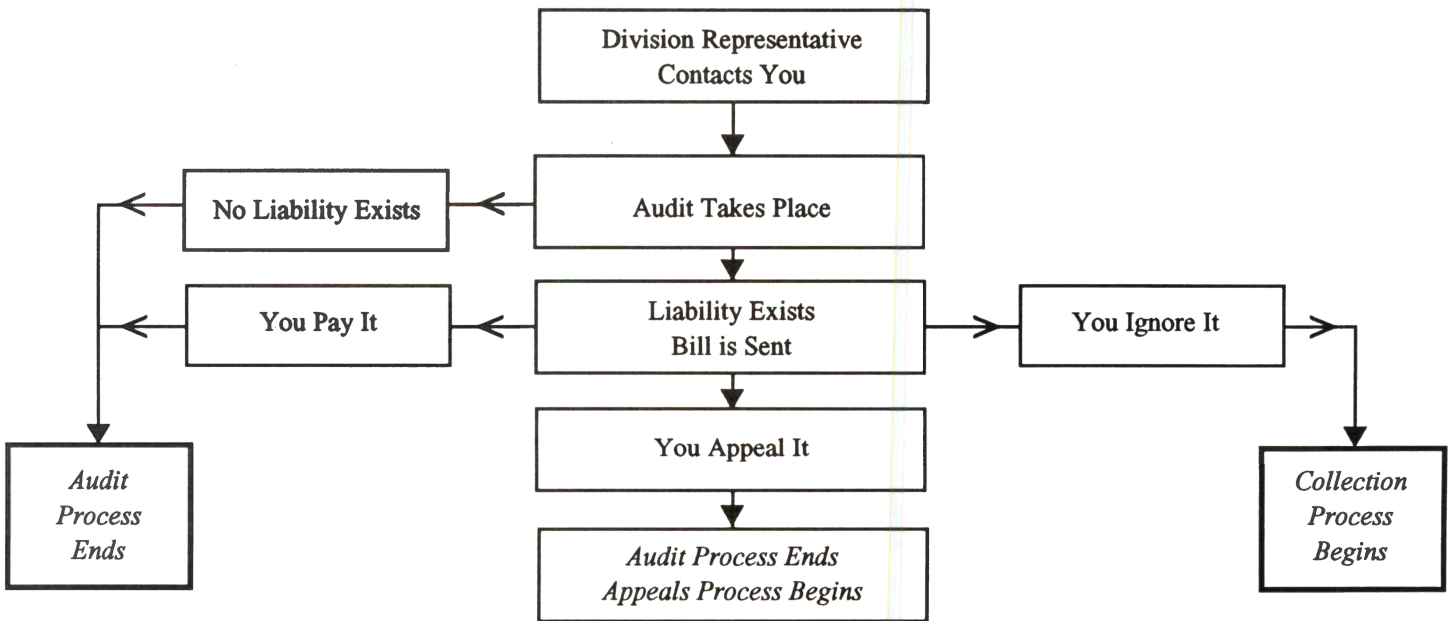 Division Representative
Contacts You
No Liability Exists
Audit Takes Place
You Pay It
Liability Exists
Bill is Sent
You Ignore It
You Appeal It
Audit
Process
Ends
Audit Process Ends
Appeals Process Begins
Collection
Process
Begins